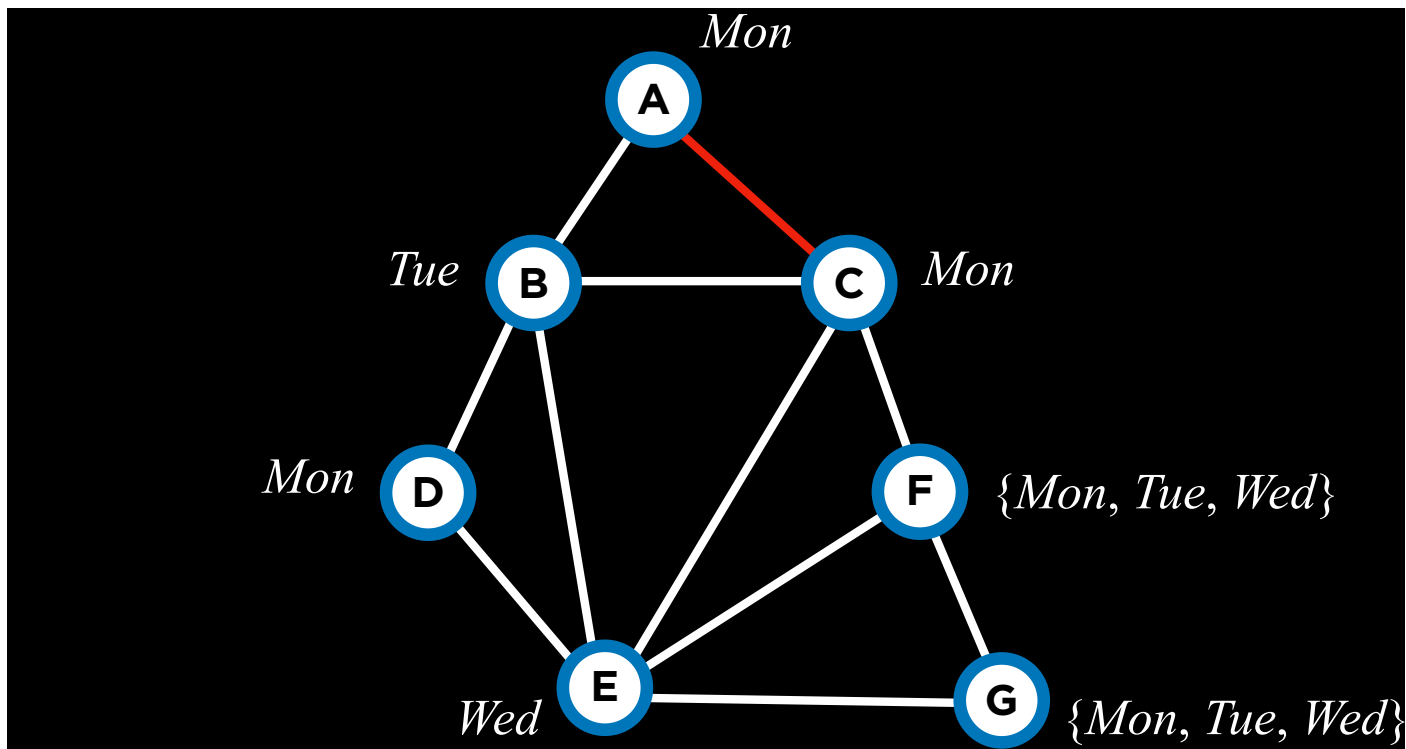 Mon
A
Tue
B
C
Mon
Mon
D
F
{Mon, Tue, Wed}
Wed
E
G
{Mon, Tue, Wed}